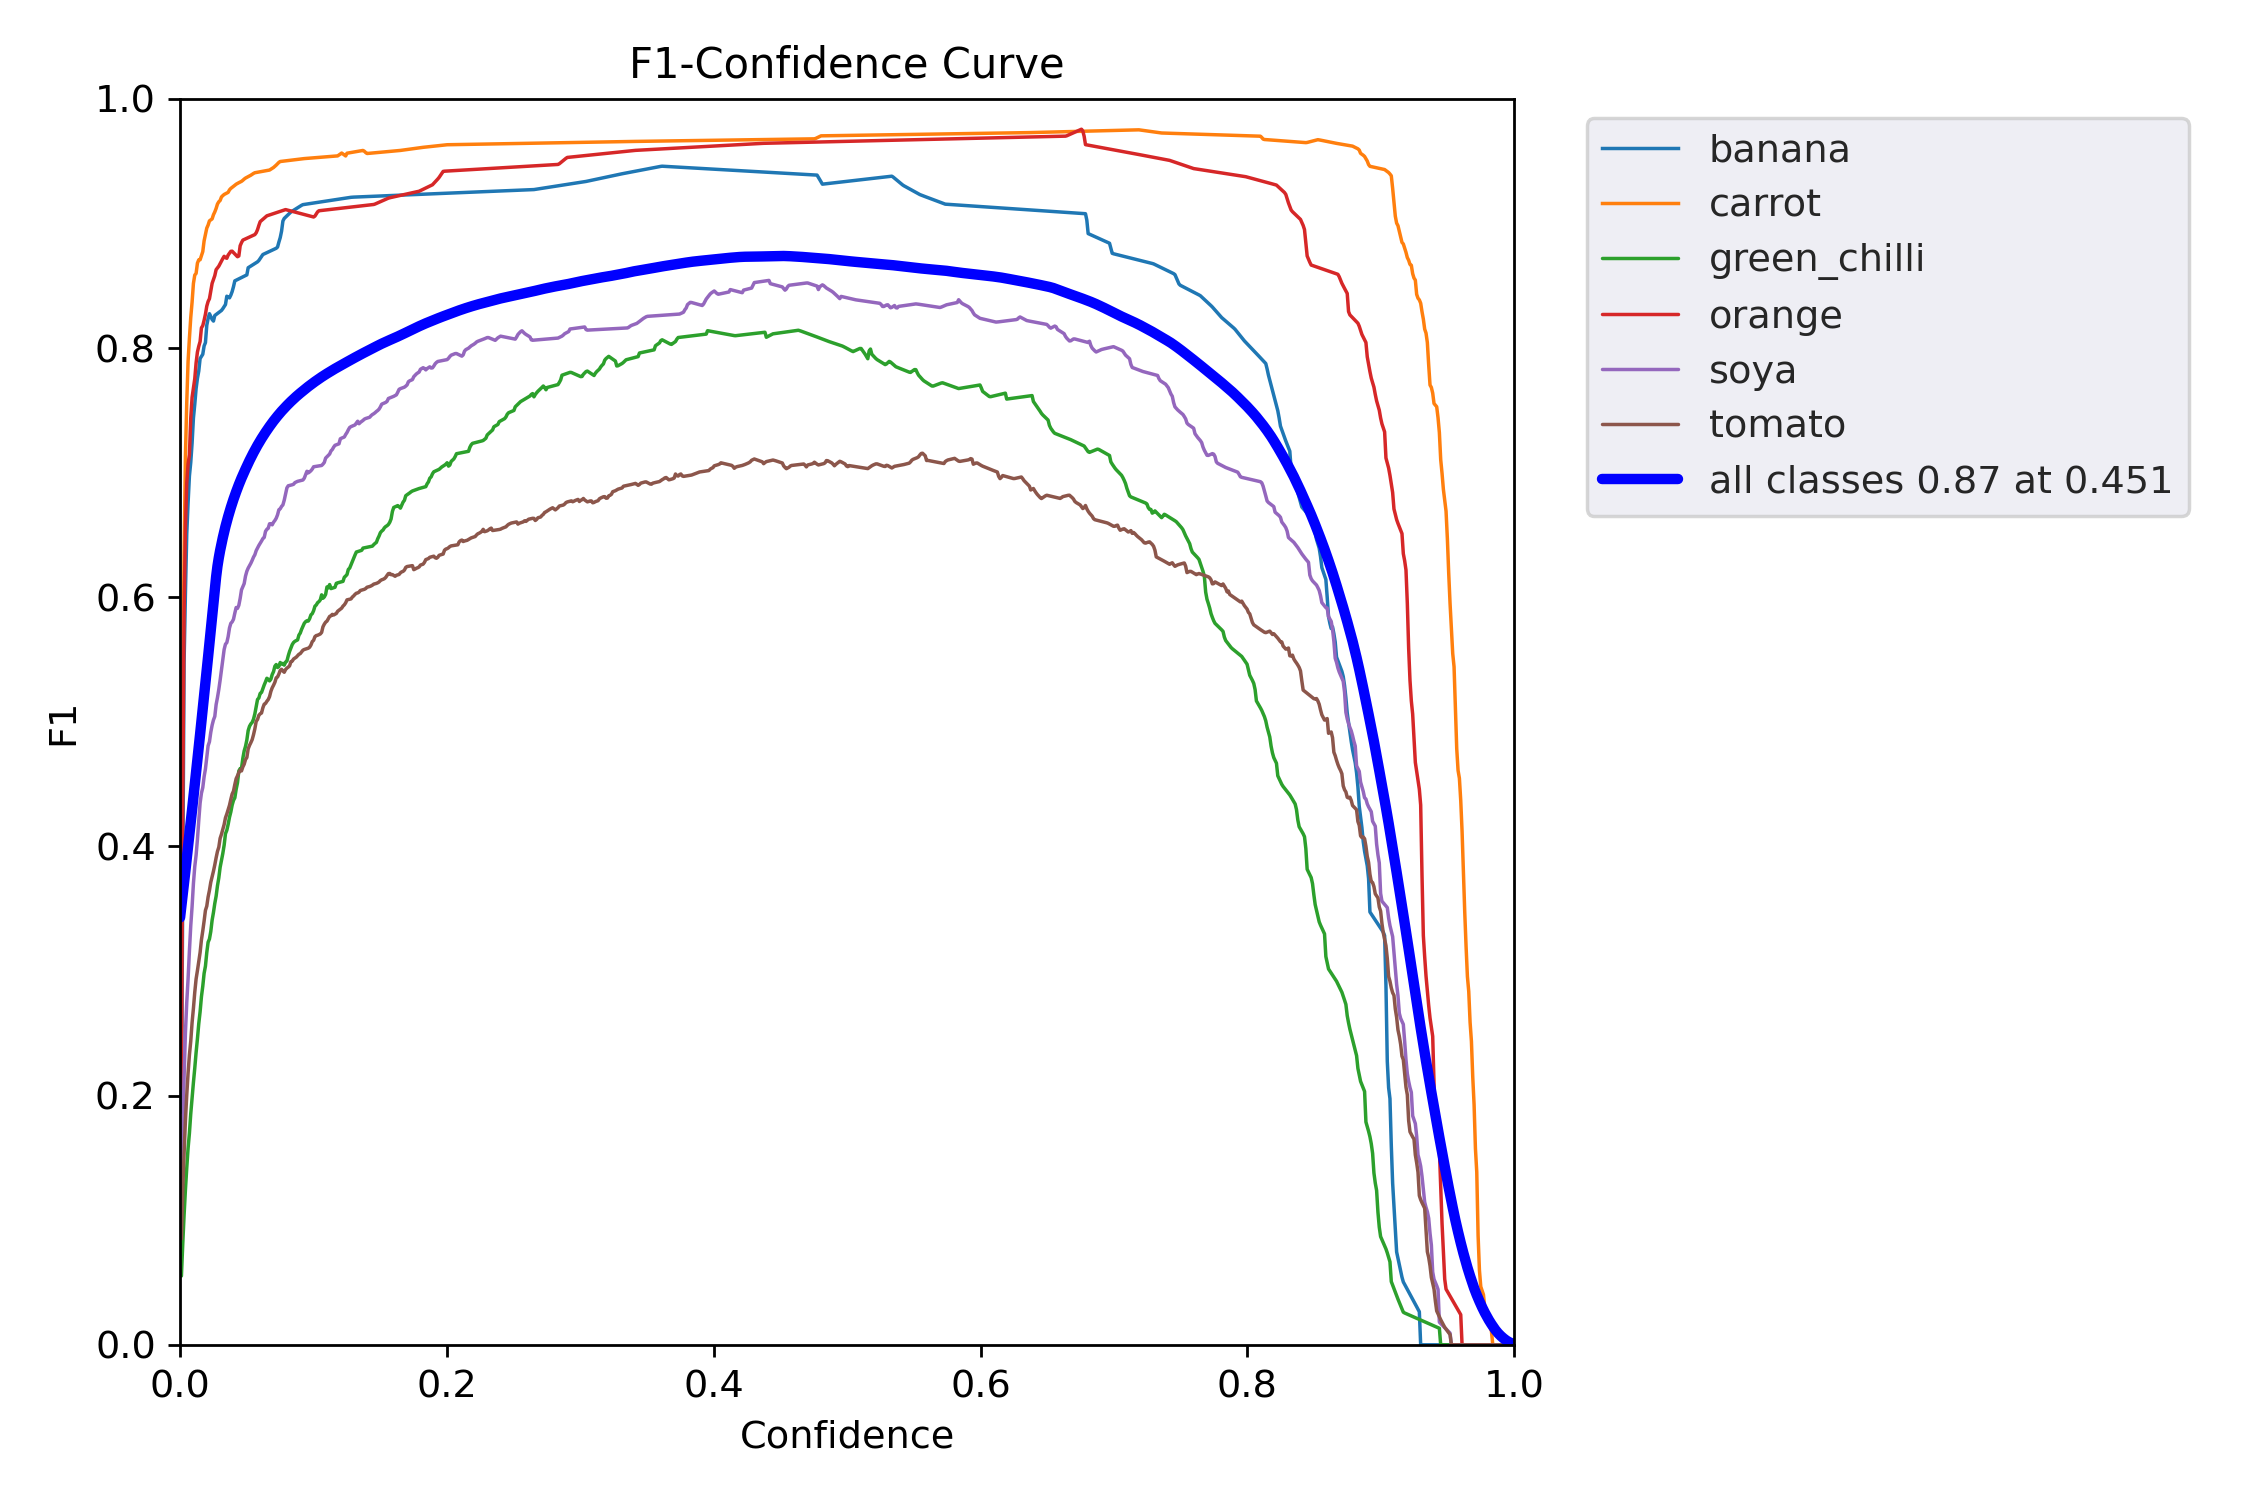 F1-Confidence Curve
1.0
0.8
0.6
0.4
0.2
0.0
F1
0.0 0.2 0.4 0.6 0.8 1.0
Confidence
banana
carrot
green_chilli
orange
soya
tomato
all classes 0.87 at 0.451